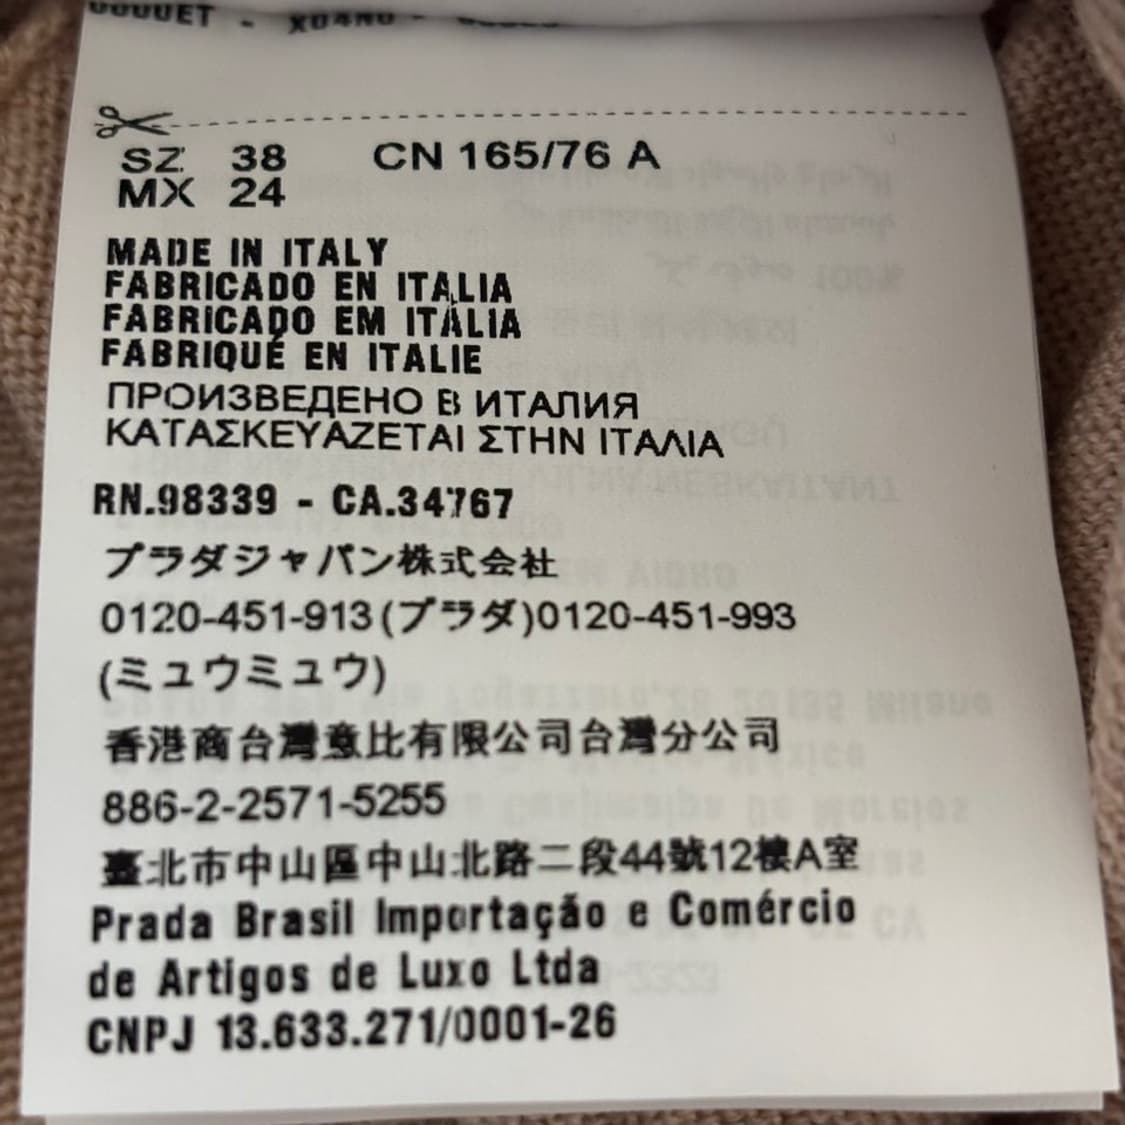 SZ 38 CN 165/76 A
MX 24
MADE IN ITALY
FABRICADO EN ITALIA
FABRICADO EM ITÁLIA
FABRIQUÉ EN ITALIE
ПРОИЗВЕДЕНО В ИТАЛИЯ
ΚΑΤΑΣΚΕΥΑΖΕΤΑΙ ΣΤΗΝ ΙΤΑΛΙΑ
RN.98339 - CA.34767
プラダジャパン株式会社
0120-451-913(プラダ)0120-451-993
(ミュウミュウ)
香港商台灣意比有限公司台灣分公司
886-2-2571-5255
臺北市中山區中山北路二段44號12樓A室
Prada Brasil Importação e Comércio
de Artigos de Luxo Ltda
CNPJ 13.633.271/0001-26